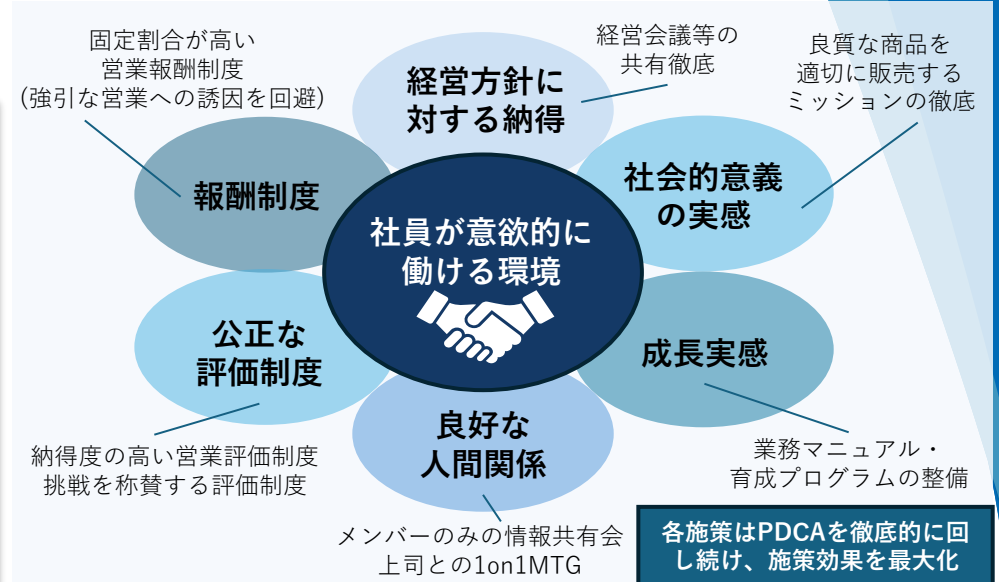 固定割合が高い
営業報酬制度
(強引な営業への誘因を回避)
経営方針に
対する納得
経営会議等の
共有徹底
良質な商品を
適切に販売する
ミッションの徹底
報酬制度
社会的意義
の実感
社員が意欲的に
働ける環境
公正な
評価制度
成長実感
良好な
人間関係
納得度の高い営業評価制度
挑戦を称賛する評価制度
業務マニュアル・
育成プログラムの整備
メンバーのみの情報共有会
上司との1on1MTG
各施策はPDCAを徹底的に回
し続け、施策効果を最大化